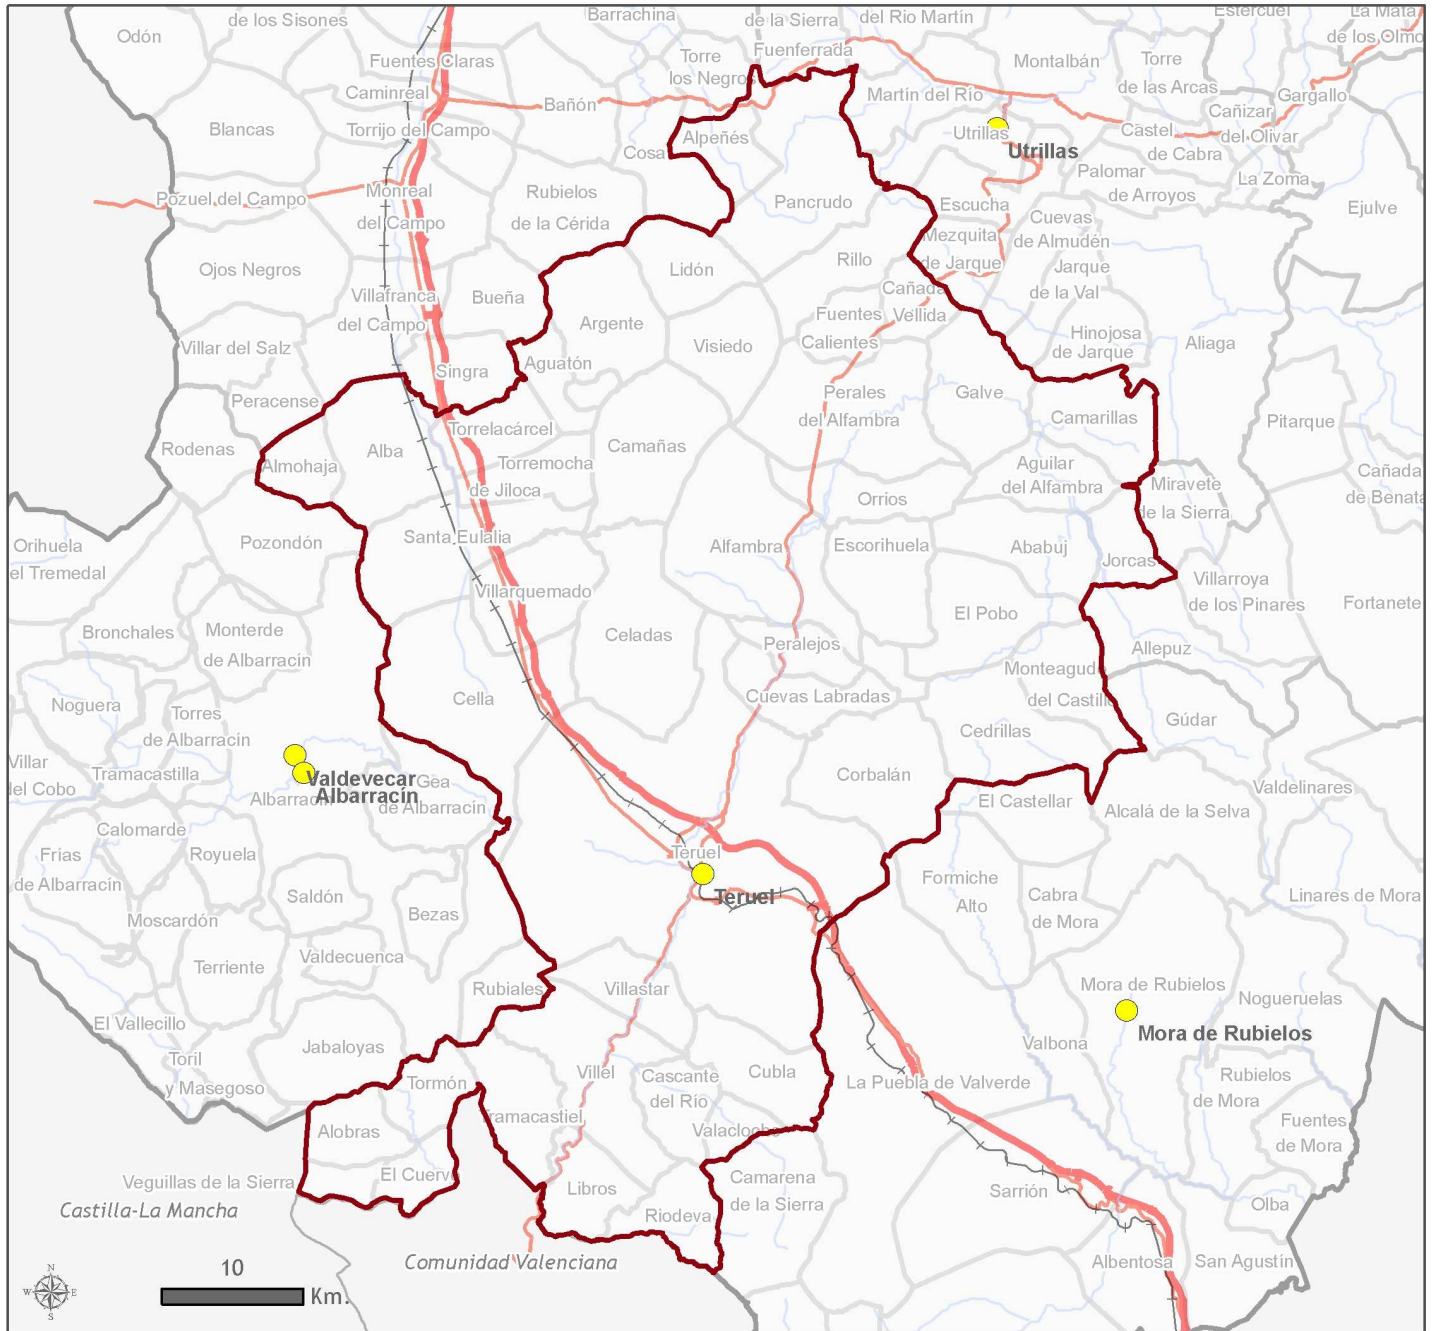 de los Sisones
Barrachina
de la Sierra
del Rio Martín
Estercuel
La Mata
de los Olmo
Odón
Fuentes Claras
Torre
los Negros
Fuenferrada
Montalbán
Torre
de las Arcas
Caminreal
Bañón
Martín del Río
Gargallo
Cañizar
del Olivar
Blancas
Torrijo del Campo
Cosa
Alpeñés
Utrillas
Utrillas
Castel
de Cabra
Palomar
de Arroyos
La Zoma
Pozuel del Campo
Monreal
del Campo
Rubielos
de la Cérida
Pancrudo
Escucha
Ejulve
Mezquita
de Jarque
Cuevas
de Almudén
Ojos Negros
Lidón
Rillo
Jarque
de la Val
Villafranca
del Campo
Bueña
Cañada
Vellida
Argente
Fuentes
Calientes
Villar del Salz
Visiedo
Hinojosa
de Jarque
Aliaga
Singra
Aguatón
Peracense
Perales
del Alfambra
Galve
Camarillas
Pitarque
Rodenas
Almohaja
Alba
Torrelacárcel
Camañas
Torremocha
de Jiloca
Aguilar
del Alfambra
Miravete
de la Sierra
Cañada
de Benata
Orrios
Orihuela
el Tremedal
Pozondón
Santa Eulalia
Alfambra
Escorihuela
Ababuj
Jorcas
Villarquemado
Villarroya
de los Pinares
Fortanete
Bronchales
Monterde
de Albarracín
Celadas
Peralejos
El Pobo
Allepuz
Noguera
Torres
de Albarracín
Cella
Cuevas Labradas
Monteagud
del Castill
Gúdar
Cedrillas
Villar
del Cobo
Tramacastilla
Valdevecar
Albarracín
Albarracín
Gea
de Albarracín
Corbalán
El Castellar
Alcalá de la Selva
Valdelinares
Calomarde
Frías
de Albarracín
Royuela
Teruel
Teruel
Formiche
Alto
Cabra
de Mora
Linares de Mora
Saldón
Moscardón
Bezas
Valdecuenca
Terriente
Rubiales
Villastar
Mora de Rubielos
Mora de Rubielos
Nogueruelas
El Vallecillo
Jabaloyas
Valbona
Toril
y Masegoso
Tormón
Villel
Cascante
del Río
Cubla
La Puebla de Valverde
Rubielos
de Mora
Alobras
Tramacastiel
Valacloche
Fuentes
de Mora
Veguillas de la Sierra
El Cuervo
Libros
Camarena
de la Sierra
Sarrión
Castilla-La Mancha
Riodeva
Olba
Comunidad Valenciana
Albentosa
San Agustín
N
W
E
S
10
Km.